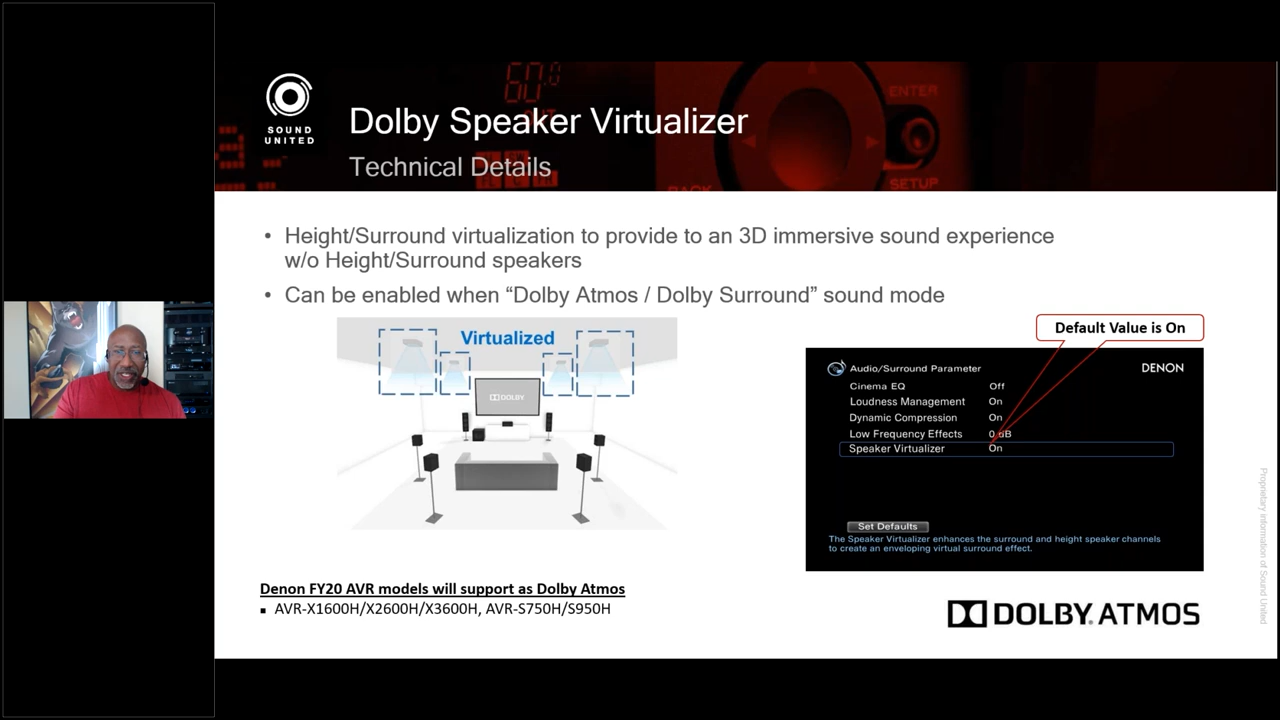 SOUND
UNITED
Dolby Speaker Virtualizer
Technical Details
60.0
ENTER
BACK
SETUP
• Height/Surround virtualization to provide to an 3D immersive sound experience
w/o Height/Surround speakers
• Can be enabled when “Dolby Atmos / Dolby Surround” sound mode
Virtualized
DOLBY
Default Value is On
Audio/Surround Parameter
DENON
Cinema EQ Off
Loudness Management On
Dynamic Compression On
Low Frequency Effects 0 dB
Speaker Virtualizer On
Set Defaults
The Speaker Virtualizer enhances the surround and height speaker channels
to create an enveloping virtual surround effect.
Denon FY20 AVR models will support as Dolby Atmos
▪ AVR-X1600H/X2600H/X3600H, AVR-S750H/S950H
DOLBY ATMOS
Proprietary information of Sound United